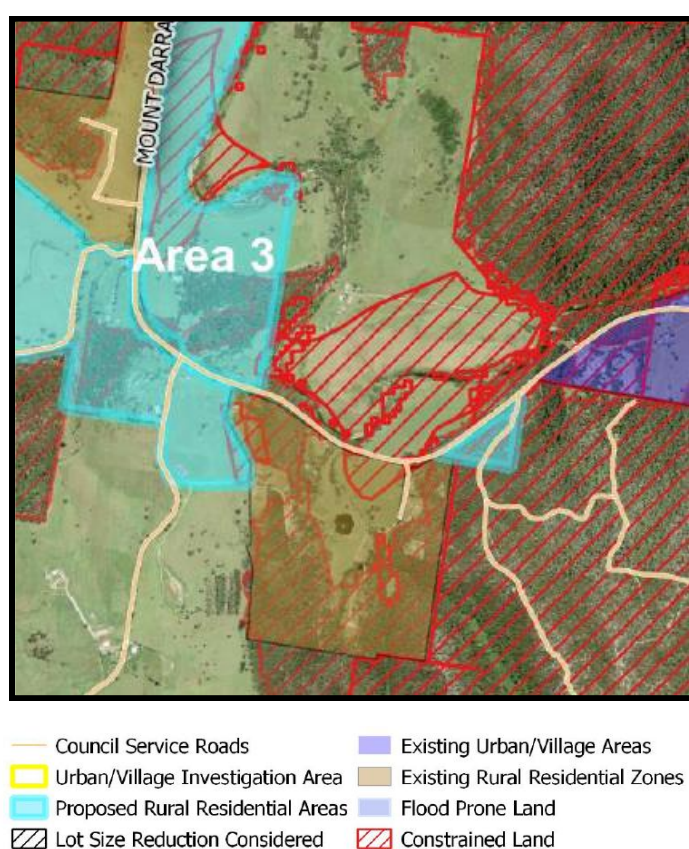 MOUNT DARRA
Area 3
Council Service Roads
Urban/Village Investigation Area
Proposed Rural Residential Areas
Lot Size Reduction Considered
Existing Urban/Village Areas
Existing Rural Residential Zones
Flood Prone Land
Constrained Land